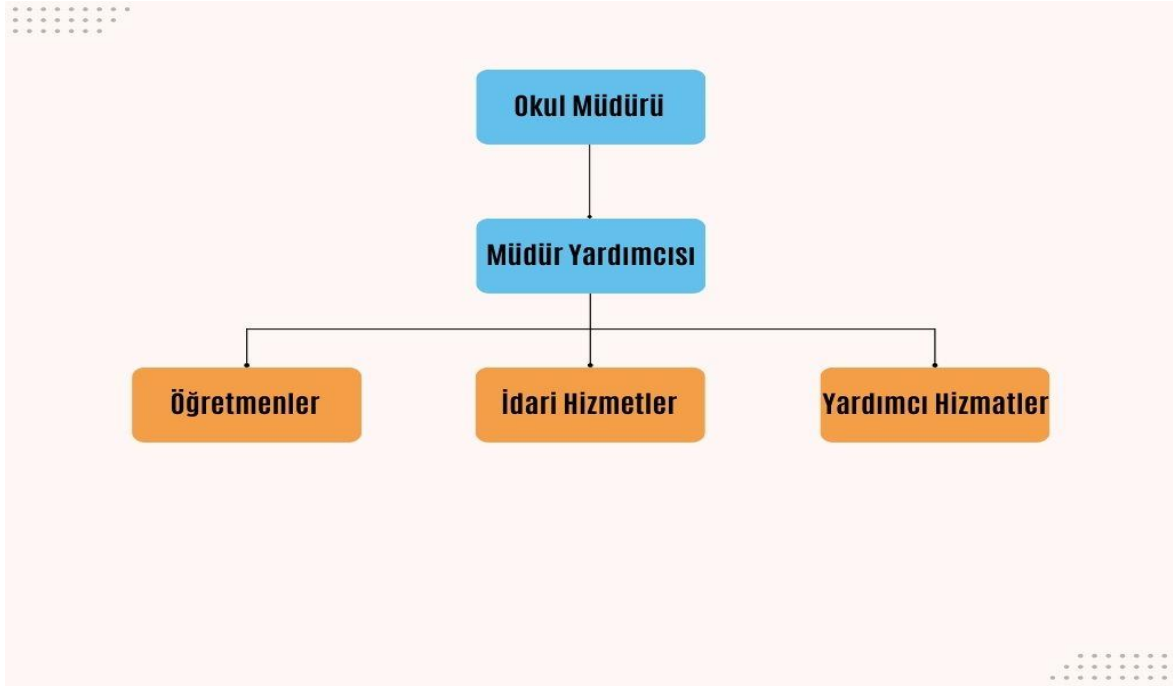 Okul Müdürü
Müdür Yardımcısı
Öğretmenler
İdari Hizmetler
Yardımcı Hizmatler